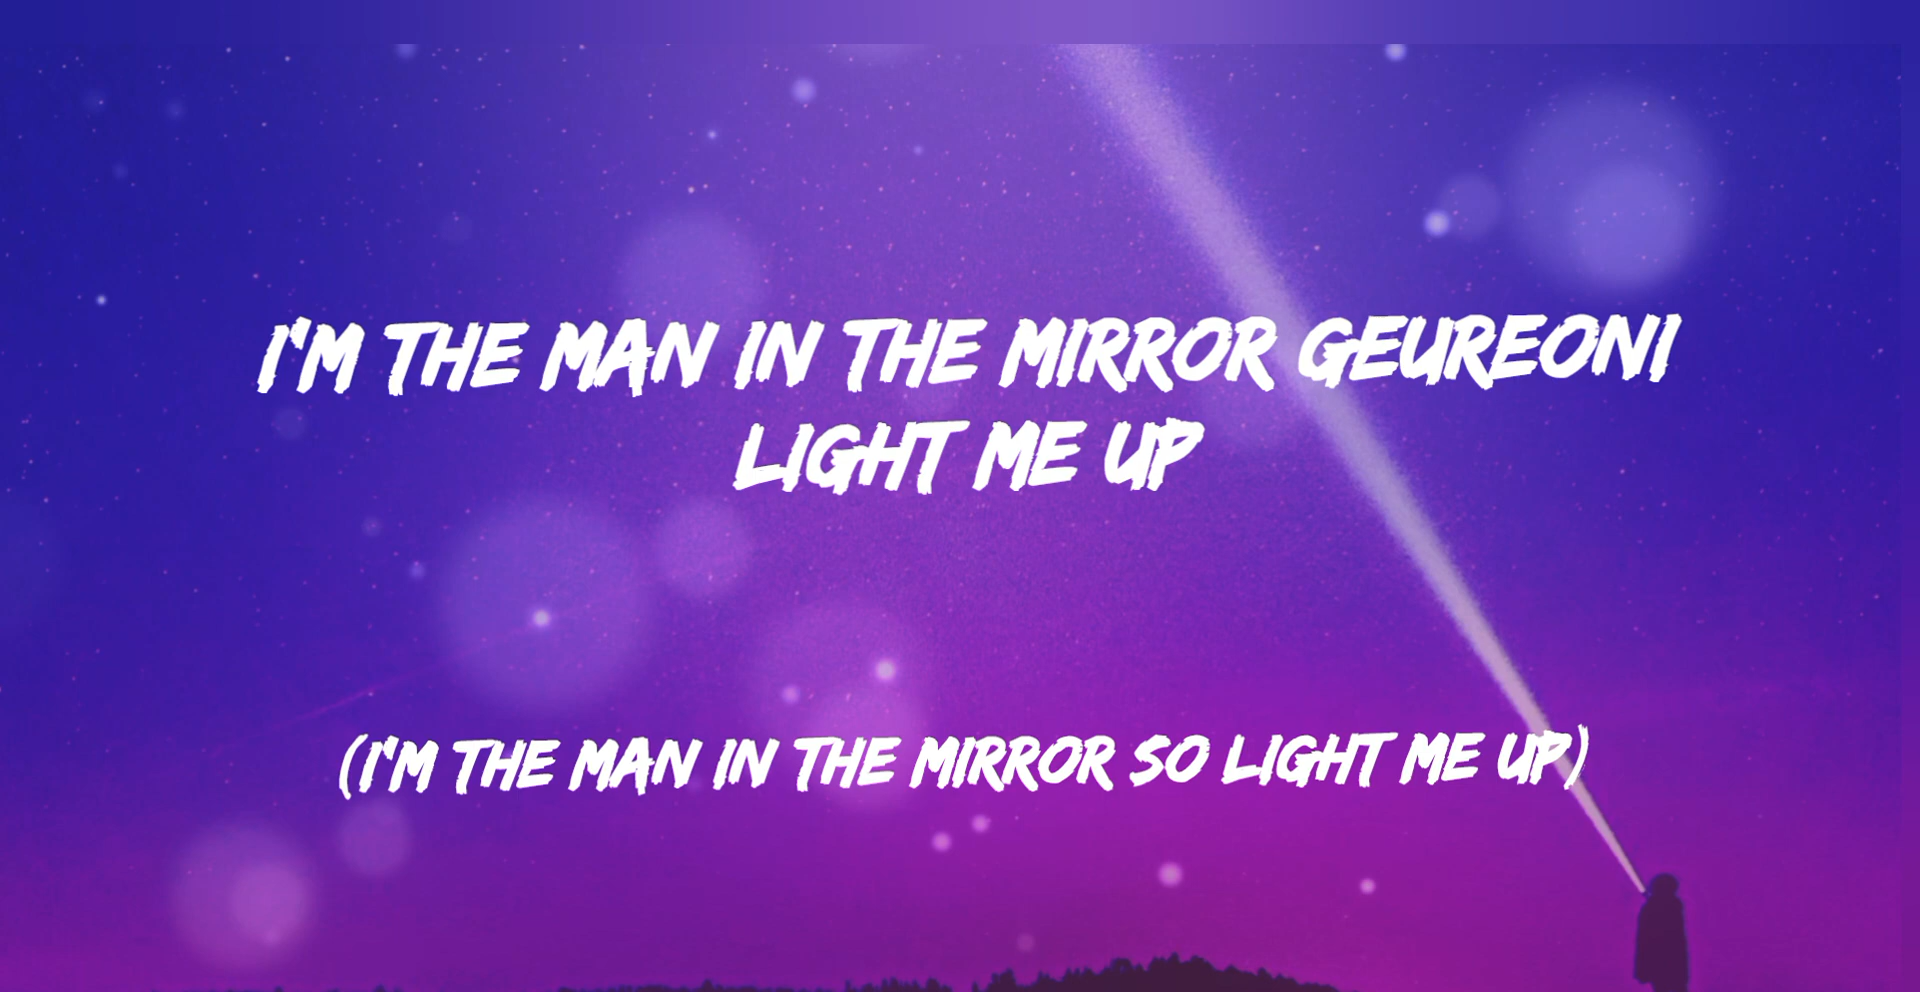 I'M THE MAN IN THE MIRROR GEUREONI
LIGHT ME UP
(I'M THE MAN IN THE MIRROR SO LIGHT ME UP)